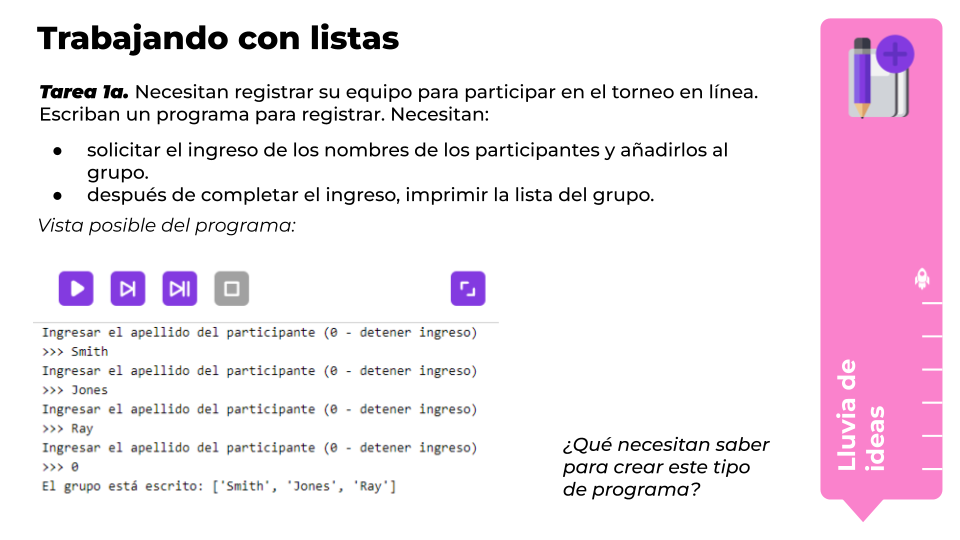 Trabajando con listas
Tarea 1a. Necesitan registrar su equipo para participar en el torneo en línea.
Escriban un programa para registrar. Necesitan:
● solicitar el ingreso de los nombres de los participantes y añadirlos al
grupo.
● después de completar el ingreso, imprimir la lista del grupo.
Vista posible del programa:
Ingresar el apellido del participante (0 - detener ingreso)
>>> Smith
Ingresar el apellido del participante (0 - detener ingreso)
>>> Jones
Ingresar el apellido del participante (0 - detener ingreso)
>>> Ray
Ingresar el apellido del participante (0 - detener ingreso)
>>> 0
El grupo está escrito: ['Smith', 'Jones', 'Ray']
¿Qué necesitan saber
para crear este tipo
de programa?
Lluvia de
ideas